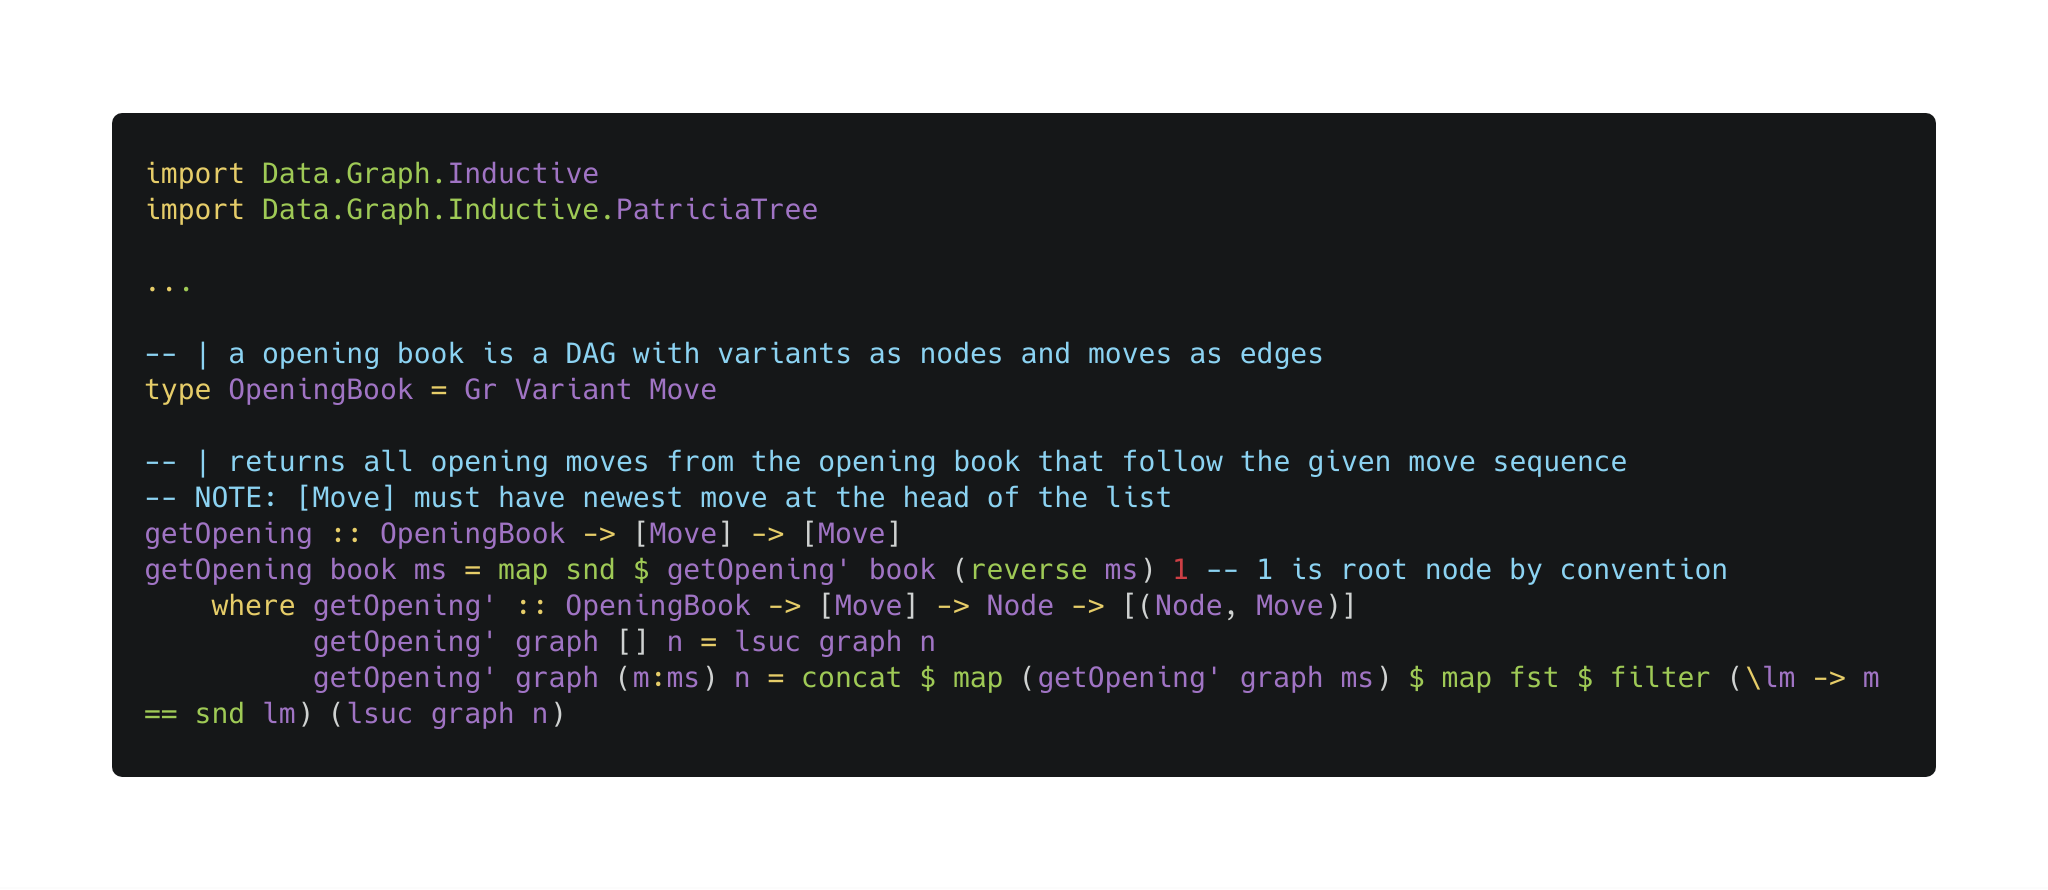 import Data.Graph.Inductive
import Data.Graph.Inductive.PatriciaTree
...
-- | a opening book is a DAG with variants as nodes and moves as edges
type OpeningBook = Gr Variant Move
-- | returns all opening moves from the opening book that follow the given move sequence
-- NOTE: [Move] must have newest move at the head of the list
getOpening :: OpeningBook -> [Move] -> [Move]
getOpening book ms = map snd $ getOpening' book (reverse ms) 1 -- 1 is root node by convention
    where getOpening' :: OpeningBook -> [Move] -> Node -> [(Node, Move)]
          getOpening' graph [] n = lsuc graph n
          getOpening' graph (m:ms) n = concat $ map (getOpening' graph ms) $ map fst $ filter (\lm -> m
== snd lm) (lsuc graph n)